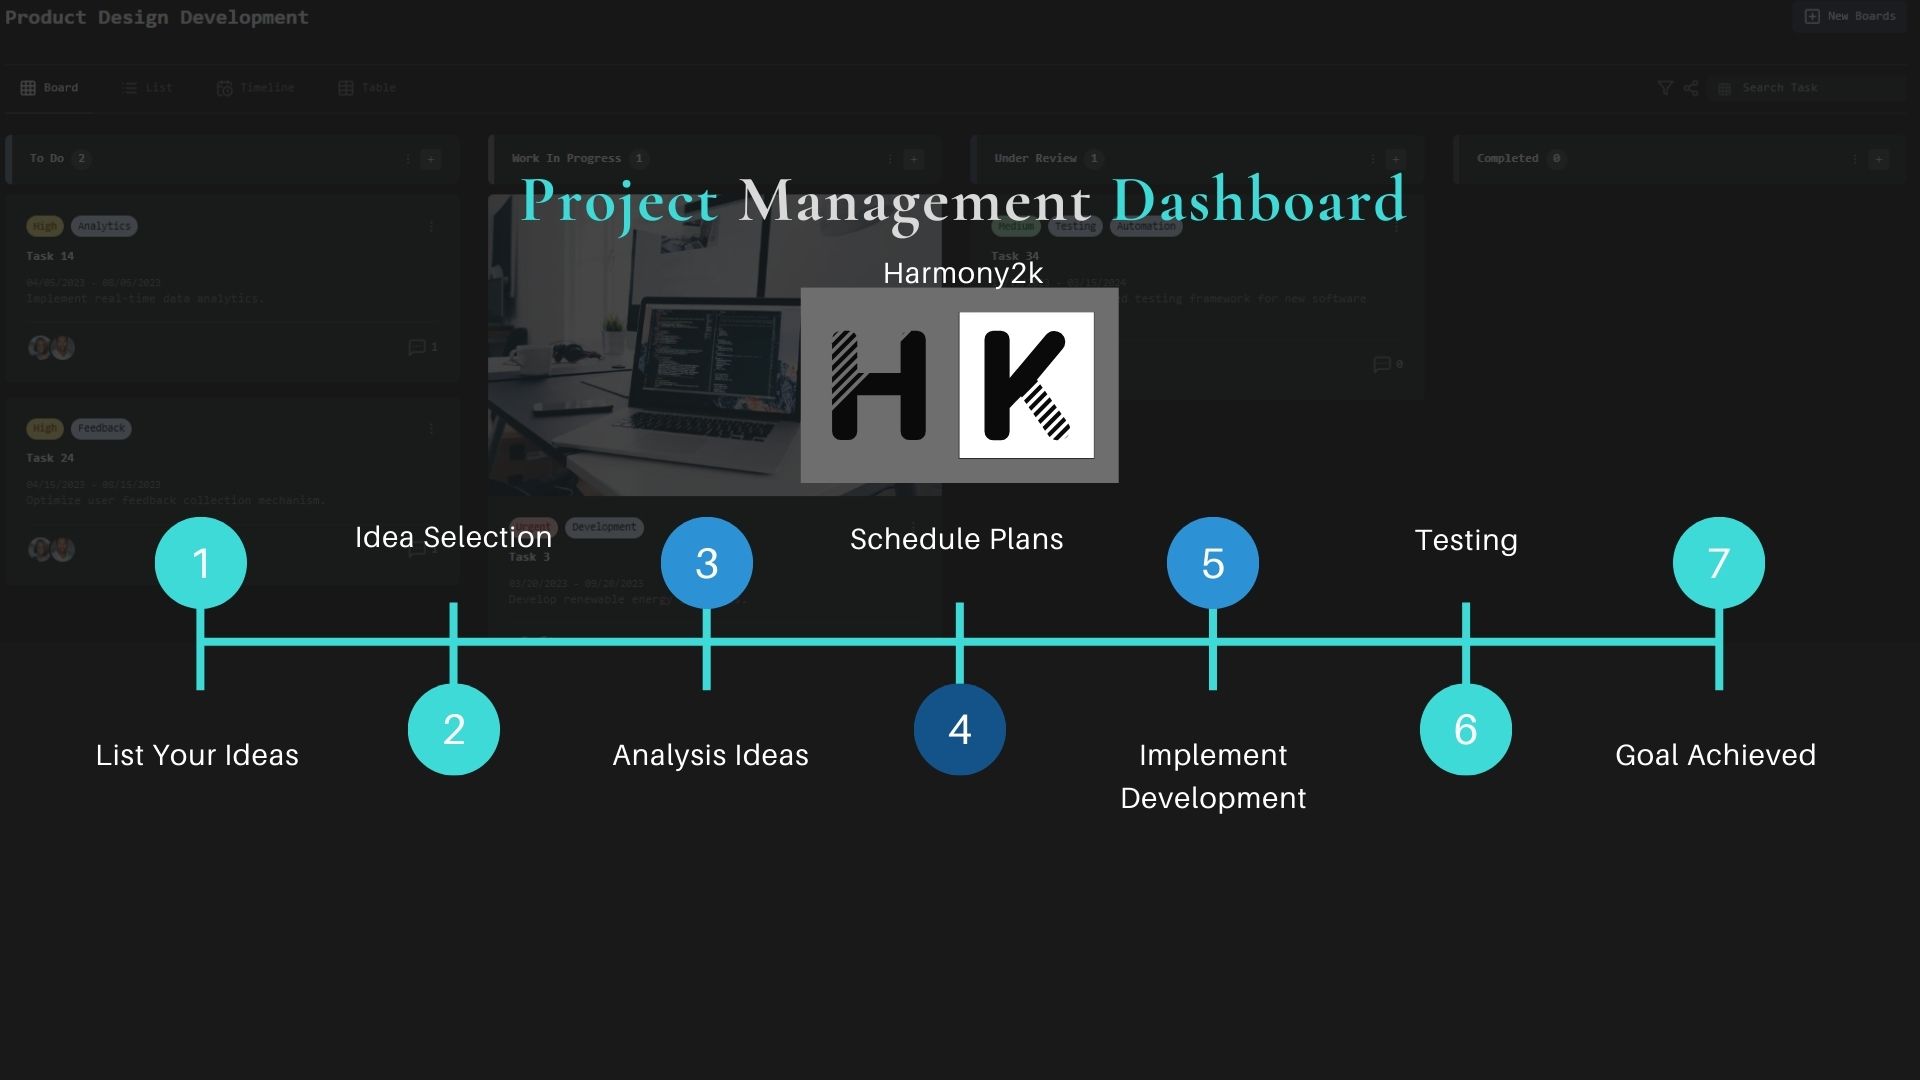 Product Design Development
New Boards
Board
List
Timeline
Table
Search Task
To Do 2
Work In Progress 1
Under Review 1
Completed 0
Project Management Dashboard
Harmony2k
H K
High Analytics
Task 14
04/05/2023 - 08/05/2023
Implement real-time data analytics.
1
High Feedback
Task 24
04/15/2023 - 08/15/2023
Optimize user feedback collection mechanism.
Urgent Development
Task 3
03/20/2023 - 09/20/2023
Develop renewable energy
Medium Testing Automation
Task 34
- 03/15/2024
testing framework for new software
0
1
Idea Selection
3
Schedule Plans
5
Testing
7
List Your Ideas
2
Analysis Ideas
4
Implement
Development
6
Goal Achieved